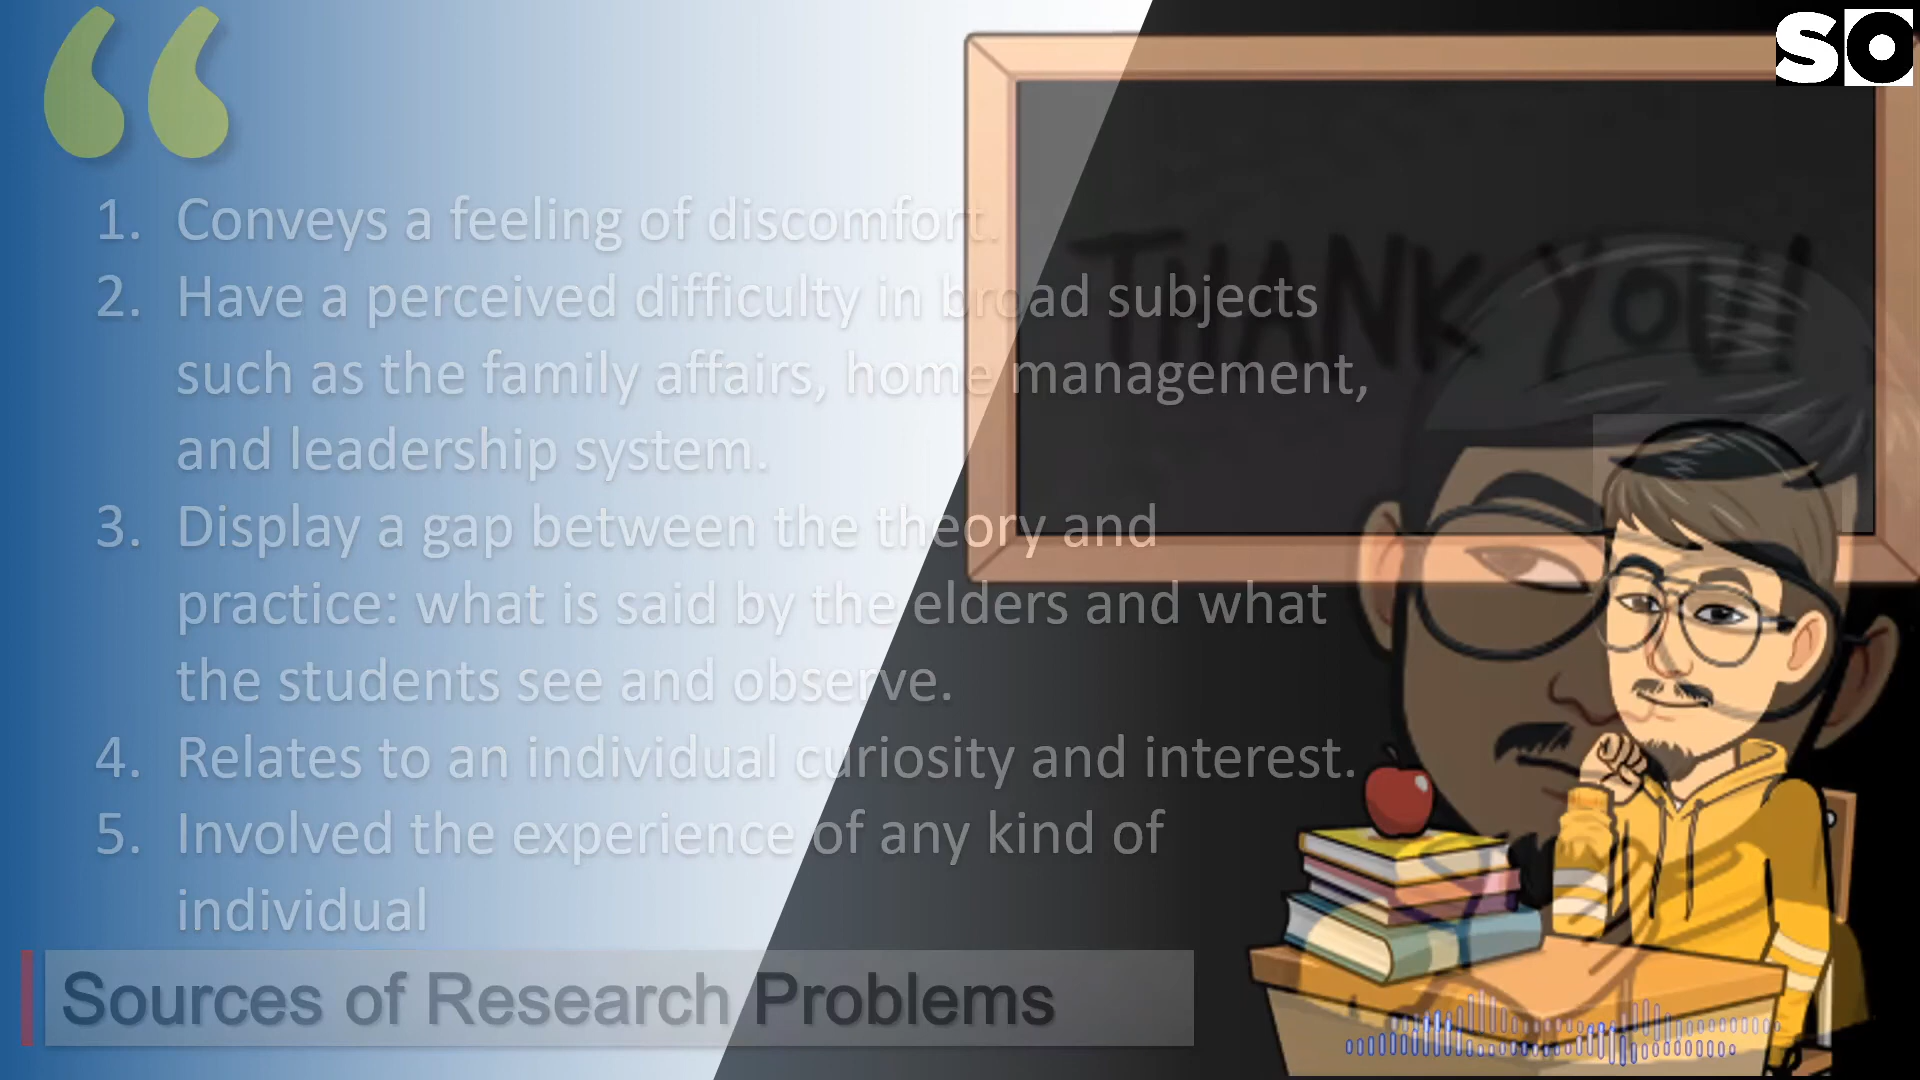 SO
1. Conveys a feeling of discomfort.
2. Have a perceived difficulty in broad subjects
such as the family affairs, home management,
and leadership system.
3. Display a gap between the theory and
practice: what is said by the elders and what
the students see and observe.
4. Relates to an individual curiosity and interest.
5. Involved the experience of any kind of
individual
THANK YOU!
Sources of Research Problems